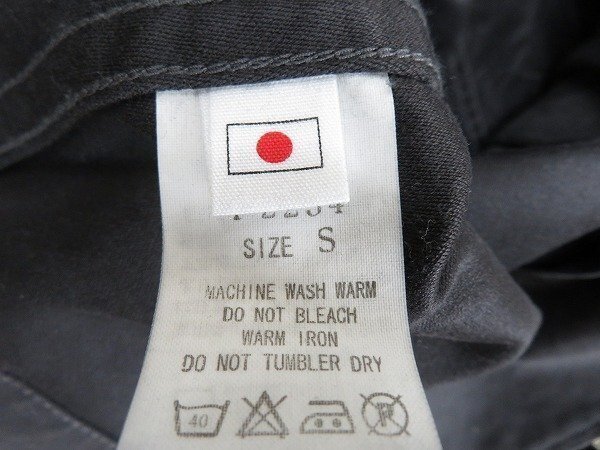 SIZE S
MACHINE WASH WARM
DO NOT BLEACH
WARM IRON
DO NOT TUMBLER DRY
40
P